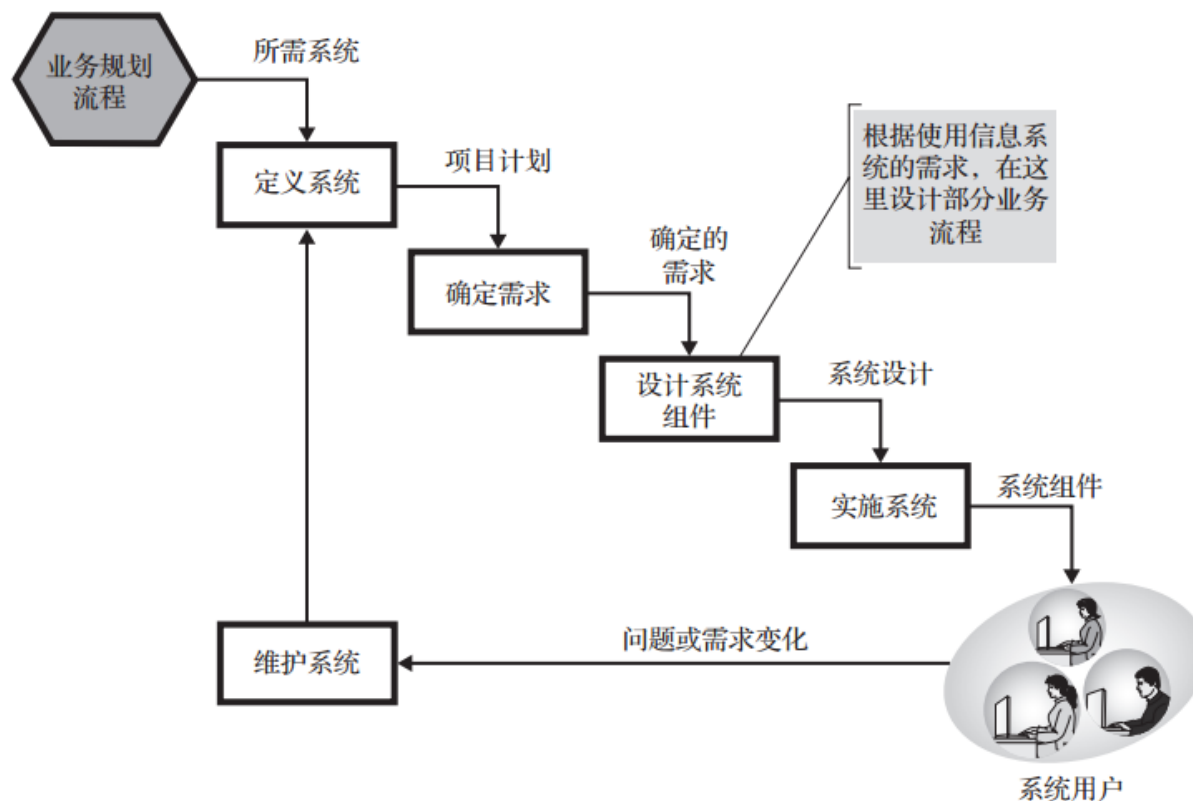 业务规划
流程
所需系统
定义系统
项目计划
确定需求
确定的
需求
根据使用信息系
统的需求，在这
里设计部分业务
流程
设计系统
组件
系统设计
实施系统
系统组件
问题或需求变化
维护系统
系统用户